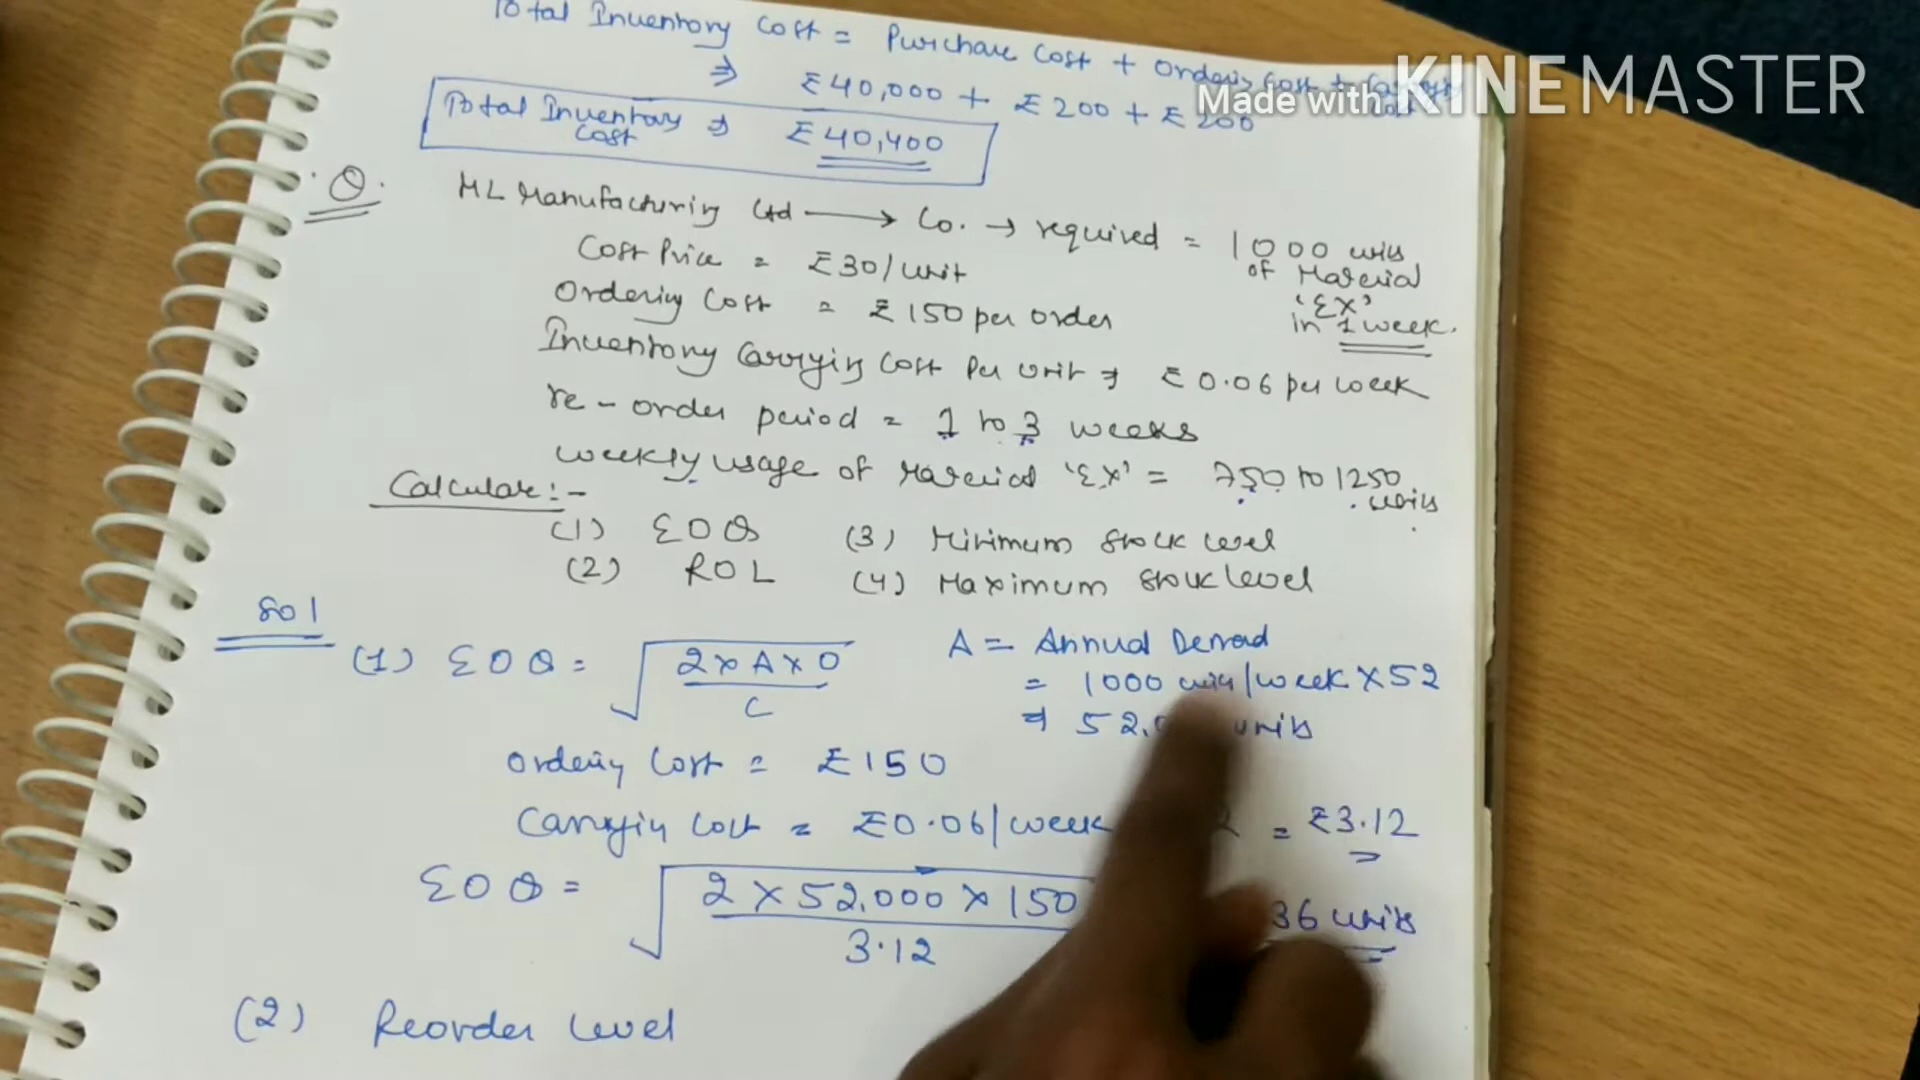 Total Inventory Cost = Purchase Cost + Ordering Cost +
⇒ ₹40,000 + ₹200 + ₹200
Made with KINEMASTER
Total Inventory Cost ⇒ ₹40,400
Q. ML Manufacturing Ltd → Co. → required = 1000 units of Material 'EX' in 1 week.
Cost Price = ₹30/unit
Ordering Cost = ₹150 per order
Inventory Carrying Cost Per unit ⇒ ₹0.06 per week
re-order period = 1 to 3 weeks
weekly usage of Material 'EX' = 750 to 1250 units
Calculate:-
(1) EOQ (3) Minimum stock level
(2) ROL (4) Maximum stock level
Sol
(1) EOQ = √ 2×A×O / C
A = Annual Demad
= 1000 units/week × 52
⇒ 52, units
Ordering Cost = ₹150
Carrying Cost = ₹0.06/week = ₹3.12
EOQ = √ 2 × 52,000 × 150 / 3.12 36 units
(2) Reorder Level